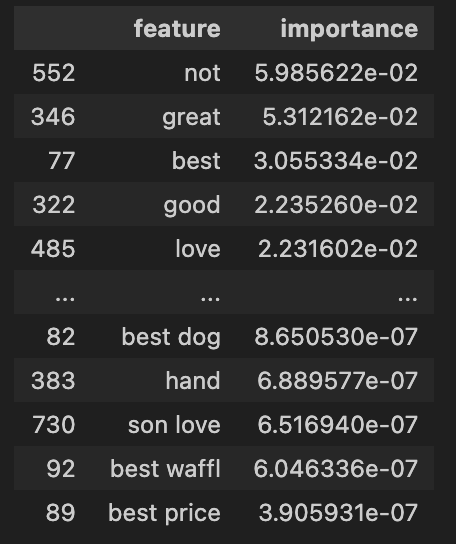 feature importance
552 not 5.985622e-02
346 great 5.312162e-02
77 best 3.055334e-02
322 good 2.235260e-02
485 love 2.231602e-02
... ... ...
82 best dog 8.650530e-07
383 hand 6.889577e-07
730 son love 6.516940e-07
92 best waffl 6.046336e-07
89 best price 3.905931e-07